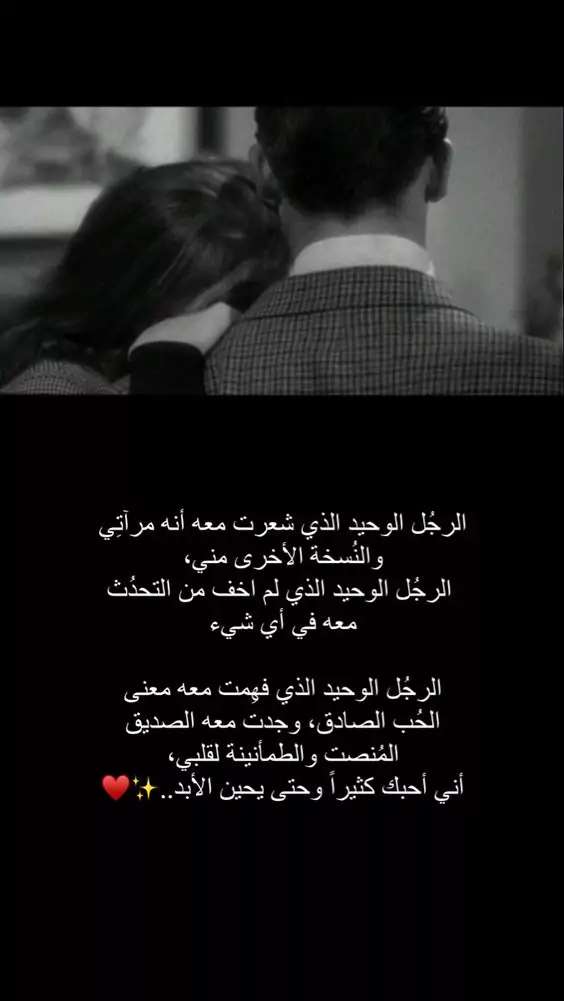 الرجُل الوحيد الذي شعرت معه أنه مرآتِي
والنُسخة الأخرى مني،
الرجُل الوحيد الذي لم اخف من التحدُث
معه في أي شيء
الرجُل الوحيد الذي فهِمت معه معنى
الحُب الصادق، وجدت معه الصديق
المُنصت والطمأنينة لقلبي،
أني أحبك كثيراً وحتى يحين الأبد..✨♥️